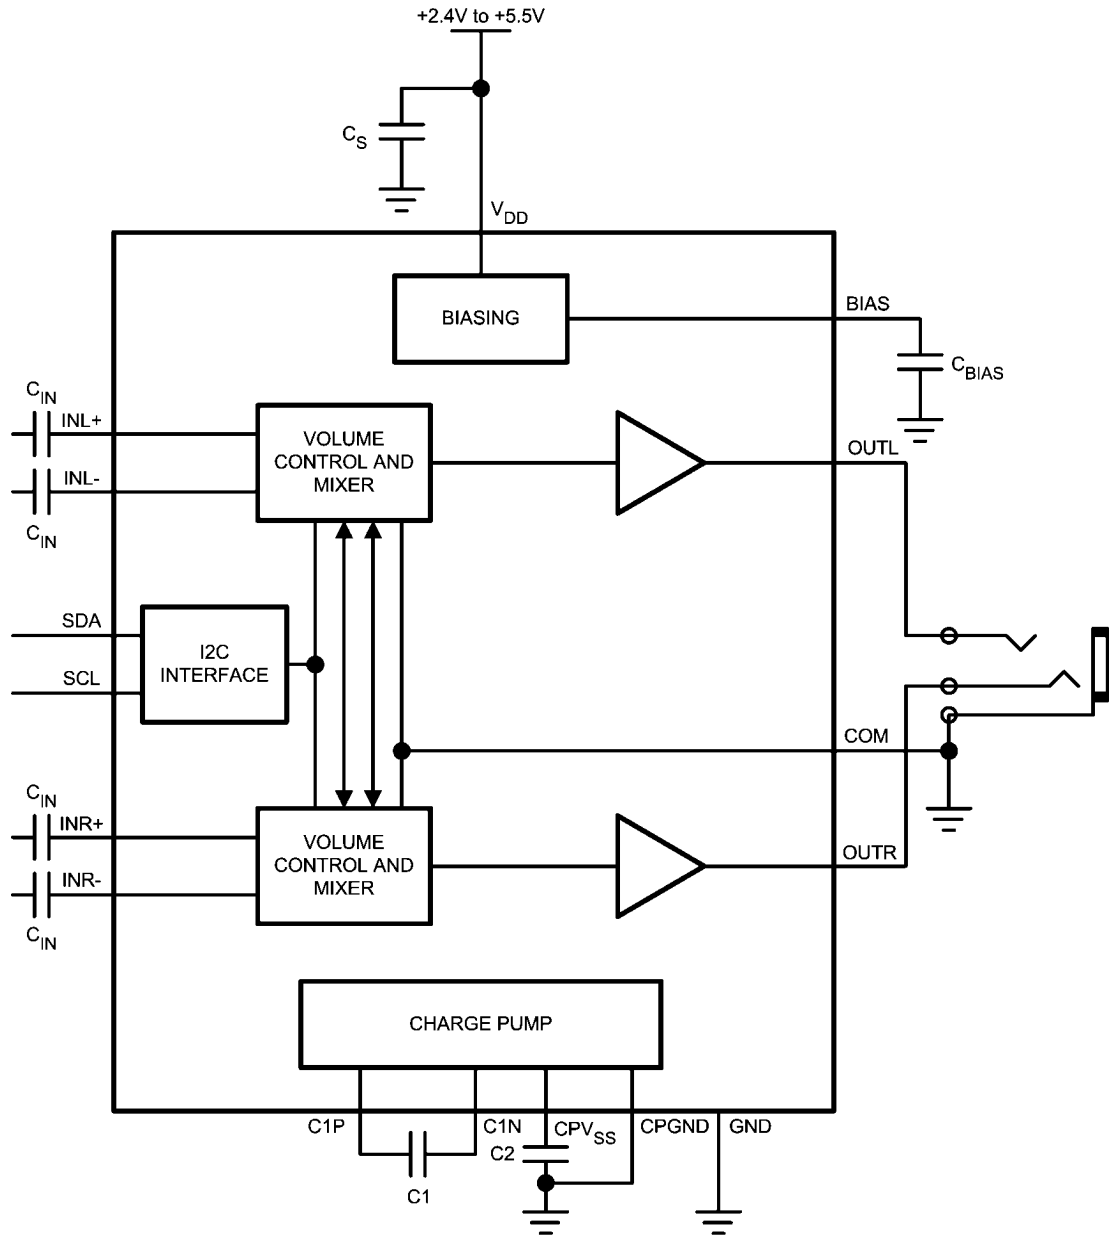 +2.4V to +5.5V
CS
VDD
BIASING
BIAS
CBIAS
CIN
INL+
VOLUME
CONTROL AND
MIXER
OUTL
INL-
CIN
SDA
I2C
INTERFACE
SCL
COM
CIN
INR+
VOLUME
CONTROL AND
MIXER
OUTR
INR-
CIN
CHARGE PUMP
C1P
C1N
CPVSS
CPGND
GND
C2
C1